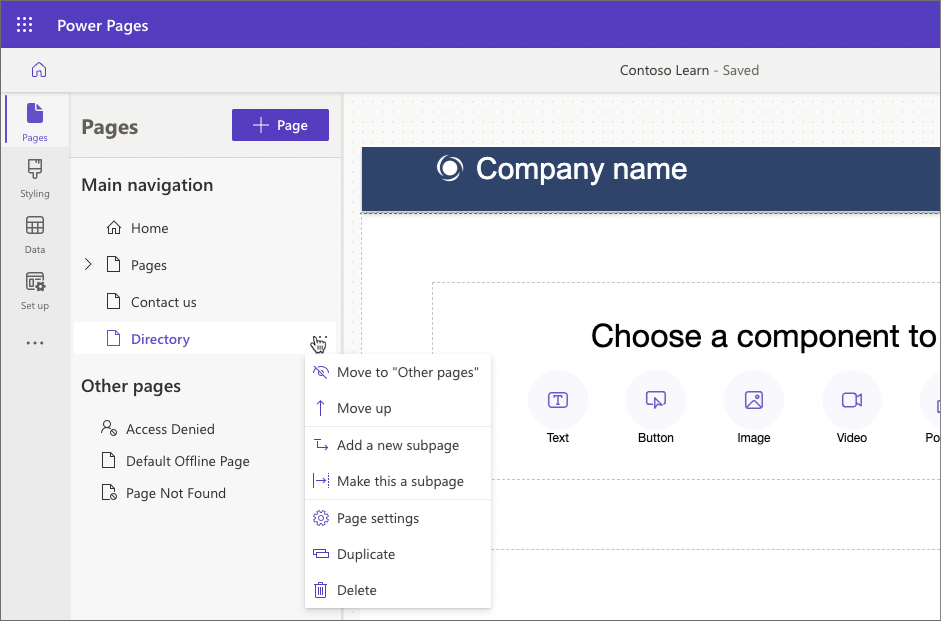 Power Pages
Contoso Learn - Saved
Pages
Styling
Data
Set up
Pages
Page
Main navigation
Home
Pages
Contact us
Directory
Other pages
Access Denied
Default Offline Page
Page Not Found
Move to "Other pages"
Move up
Add a new subpage
Make this a subpage
Page settings
Duplicate
Delete
Company name
Choose a component to
Text
Button
Image
Video
Po